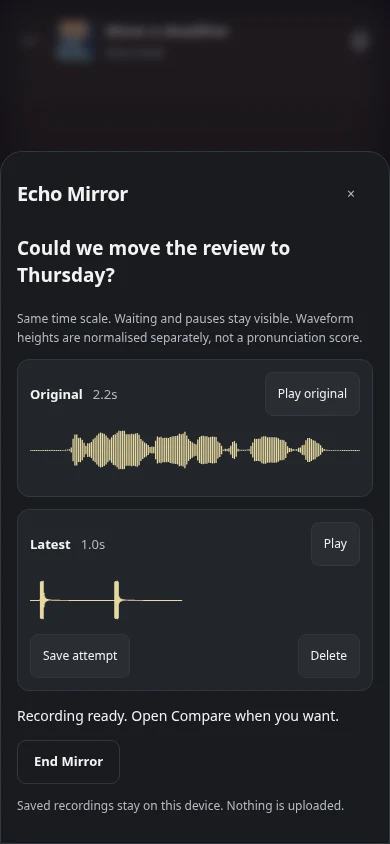 Echo Mirror
×
Could we move the review to
Thursday?
Same time scale. Waiting and pauses stay visible. Waveform
heights are normalised separately, not a pronunciation score.
Original 2.2s
Play original
Latest 1.0s
Play
Save attempt
Delete
Recording ready. Open Compare when you want.
End Mirror
Saved recordings stay on this device. Nothing is uploaded.